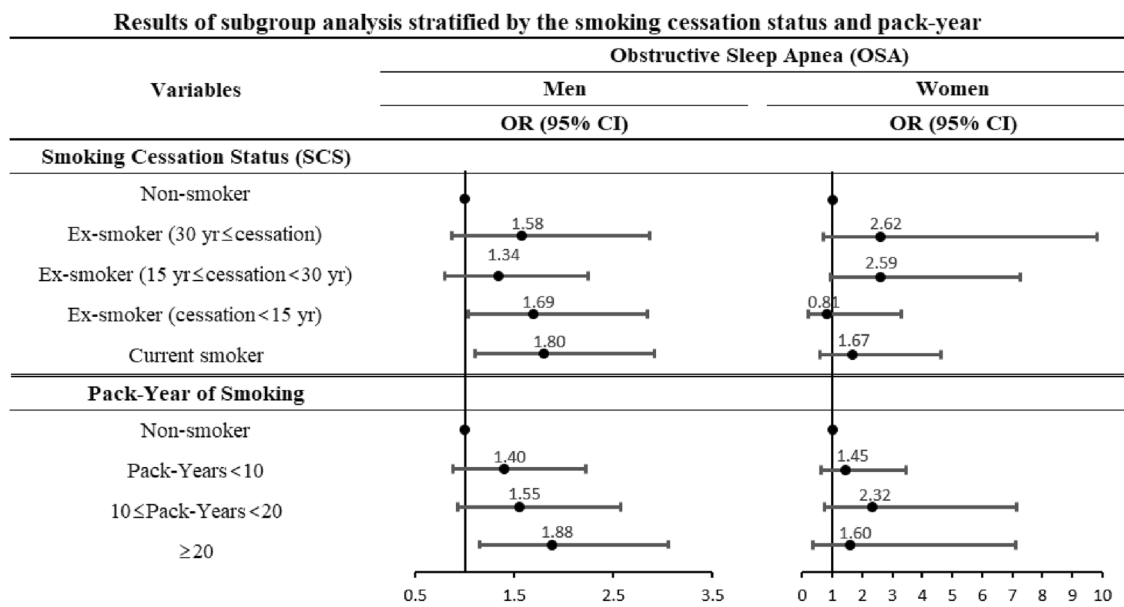 Results of subgroup analysis stratified by the smoking cessation status and pack-year
Variables
Obstructive Sleep Apnea (OSA)
Men
Women
OR (95% CI)
OR (95% CI)
Smoking Cessation Status (SCS)
Non-smoker
Ex-smoker (30 yr≤cessation)
1.58
2.62
Ex-smoker (15 yr≤cessation<30 yr)
1.34
2.59
Ex-smoker (cessation<15 yr)
1.69
0.81
Current smoker
1.80
1.67
Pack-Year of Smoking
Non-smoker
Pack-Years<10
1.40
1.45
10≤Pack-Years<20
1.55
2.32
≥20
1.88
1.60
0.5 1.5 2.5 3.5
0 1 2 3 4 5 6 7 8 9 10